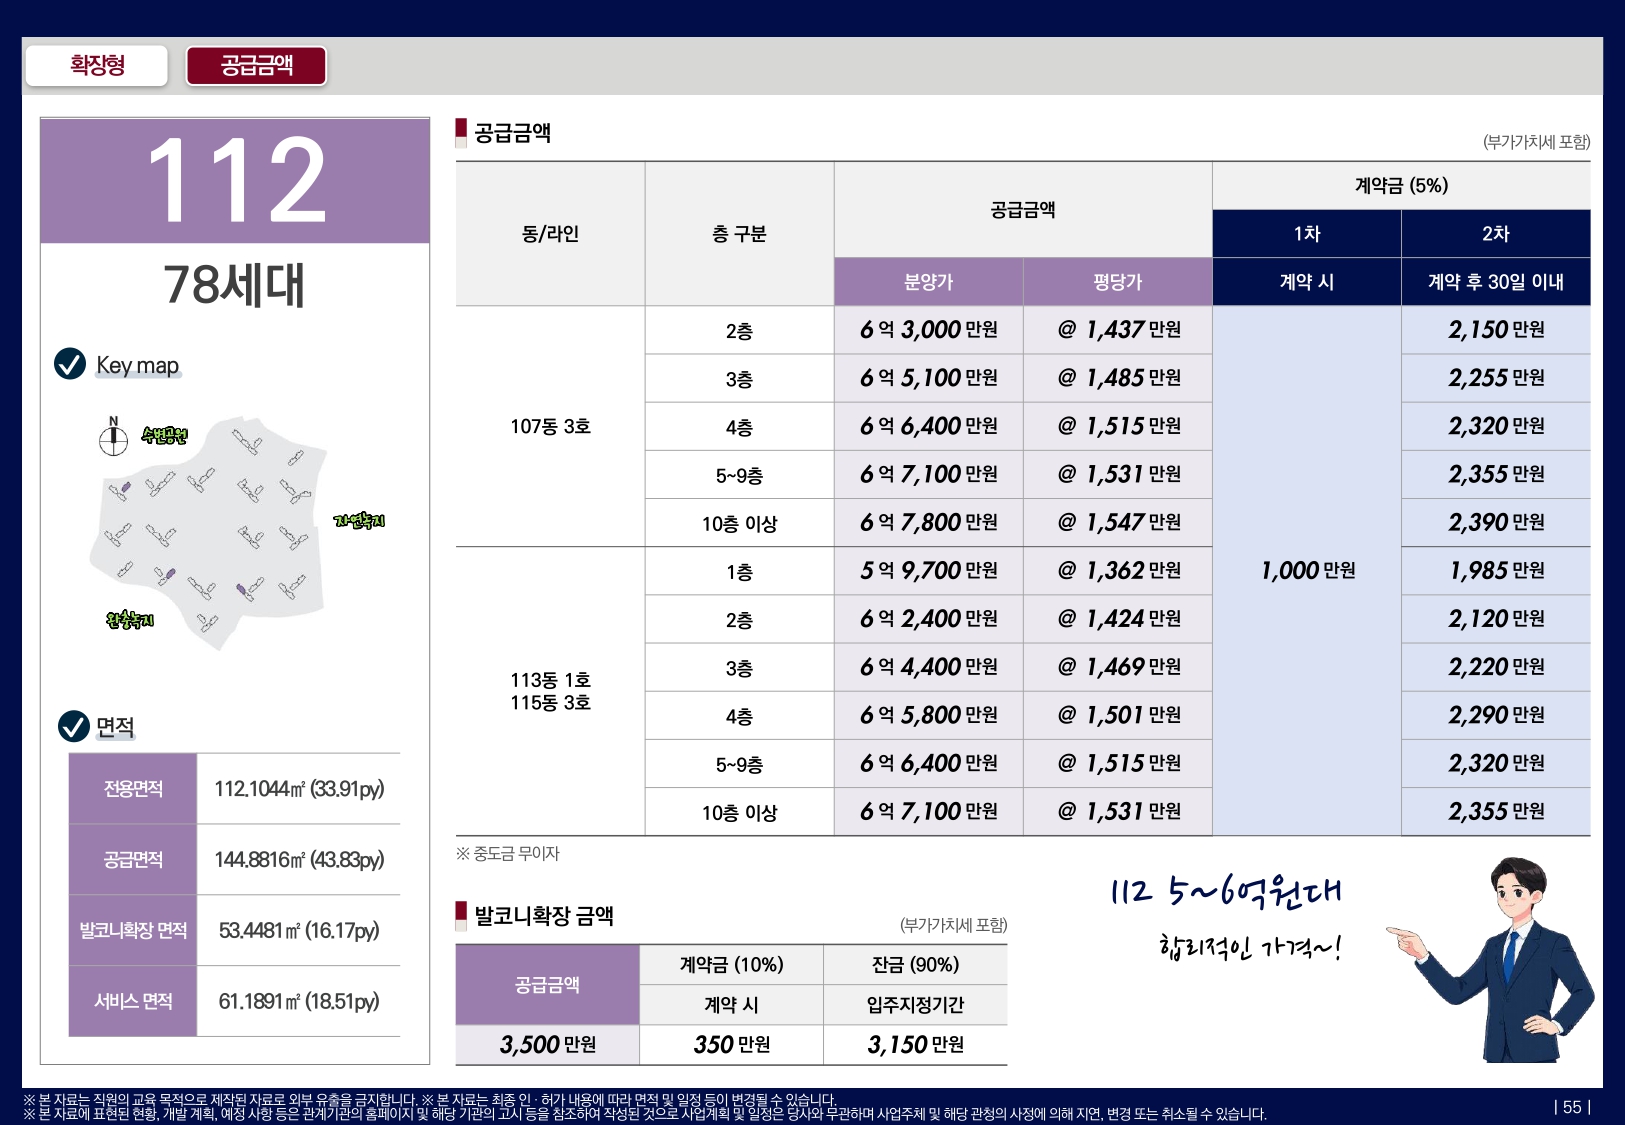 확장형
공급금액
112
78세대
Key map
N
수변공원
자연녹지
완충녹지
면적
전용면적 112.1044㎡ (33.91py)
공급면적 144.8816㎡ (43.83py)
발코니확장 면적 53.4481㎡ (16.17py)
서비스 면적 61.1891㎡ (18.51py)
공급금액
(부가가치세 포함)
동/라인 층 구분 공급금액 계약금 (5%)
1차 2차
분양가 평당가 계약 시 계약 후 30일 이내
107동 3호
2층 6억 3,000만원 @ 1,437만원 2,150만원
3층 6억 5,100만원 @ 1,485만원 2,255만원
4층 6억 6,400만원 @ 1,515만원 2,320만원
5~9층 6억 7,100만원 @ 1,531만원 2,355만원
10층 이상 6억 7,800만원 @ 1,547만원 2,390만원
113동 1호
115동 3호
1층 5억 9,700만원 @ 1,362만원 1,000만원 1,985만원
2층 6억 2,400만원 @ 1,424만원 2,120만원
3층 6억 4,400만원 @ 1,469만원 2,220만원
4층 6억 5,800만원 @ 1,501만원 2,290만원
5~9층 6억 6,400만원 @ 1,515만원 2,320만원
10층 이상 6억 7,100만원 @ 1,531만원 2,355만원
※ 중도금 무이자
발코니확장 금액
(부가가치세 포함)
공급금액 계약금 (10%) 잔금 (90%)
계약 시 입주지정기간
3,500만원 350만원 3,150만원
112 5~6억원대
합리적인 가격~!
※ 본 자료는 직원의 교육 목적으로 제작된 자료로 외부 유출을 금지합니다. ※ 본 자료는 최종 인 · 허가 내용에 따라 면적 및 일정 등이 변경될 수 있습니다.
※ 본 자료에 표현된 현황, 개발 계획, 예정 사항 등은 관계기관의 홈페이지 및 해당 기관의 고시 등을 참조하여 작성된 것으로 사업계획 및 일정은 당사와 무관하며 사업주체 및 해당 관청의 사정에 의해 지연, 변경 또는 취소될 수 있습니다.
| 55 |